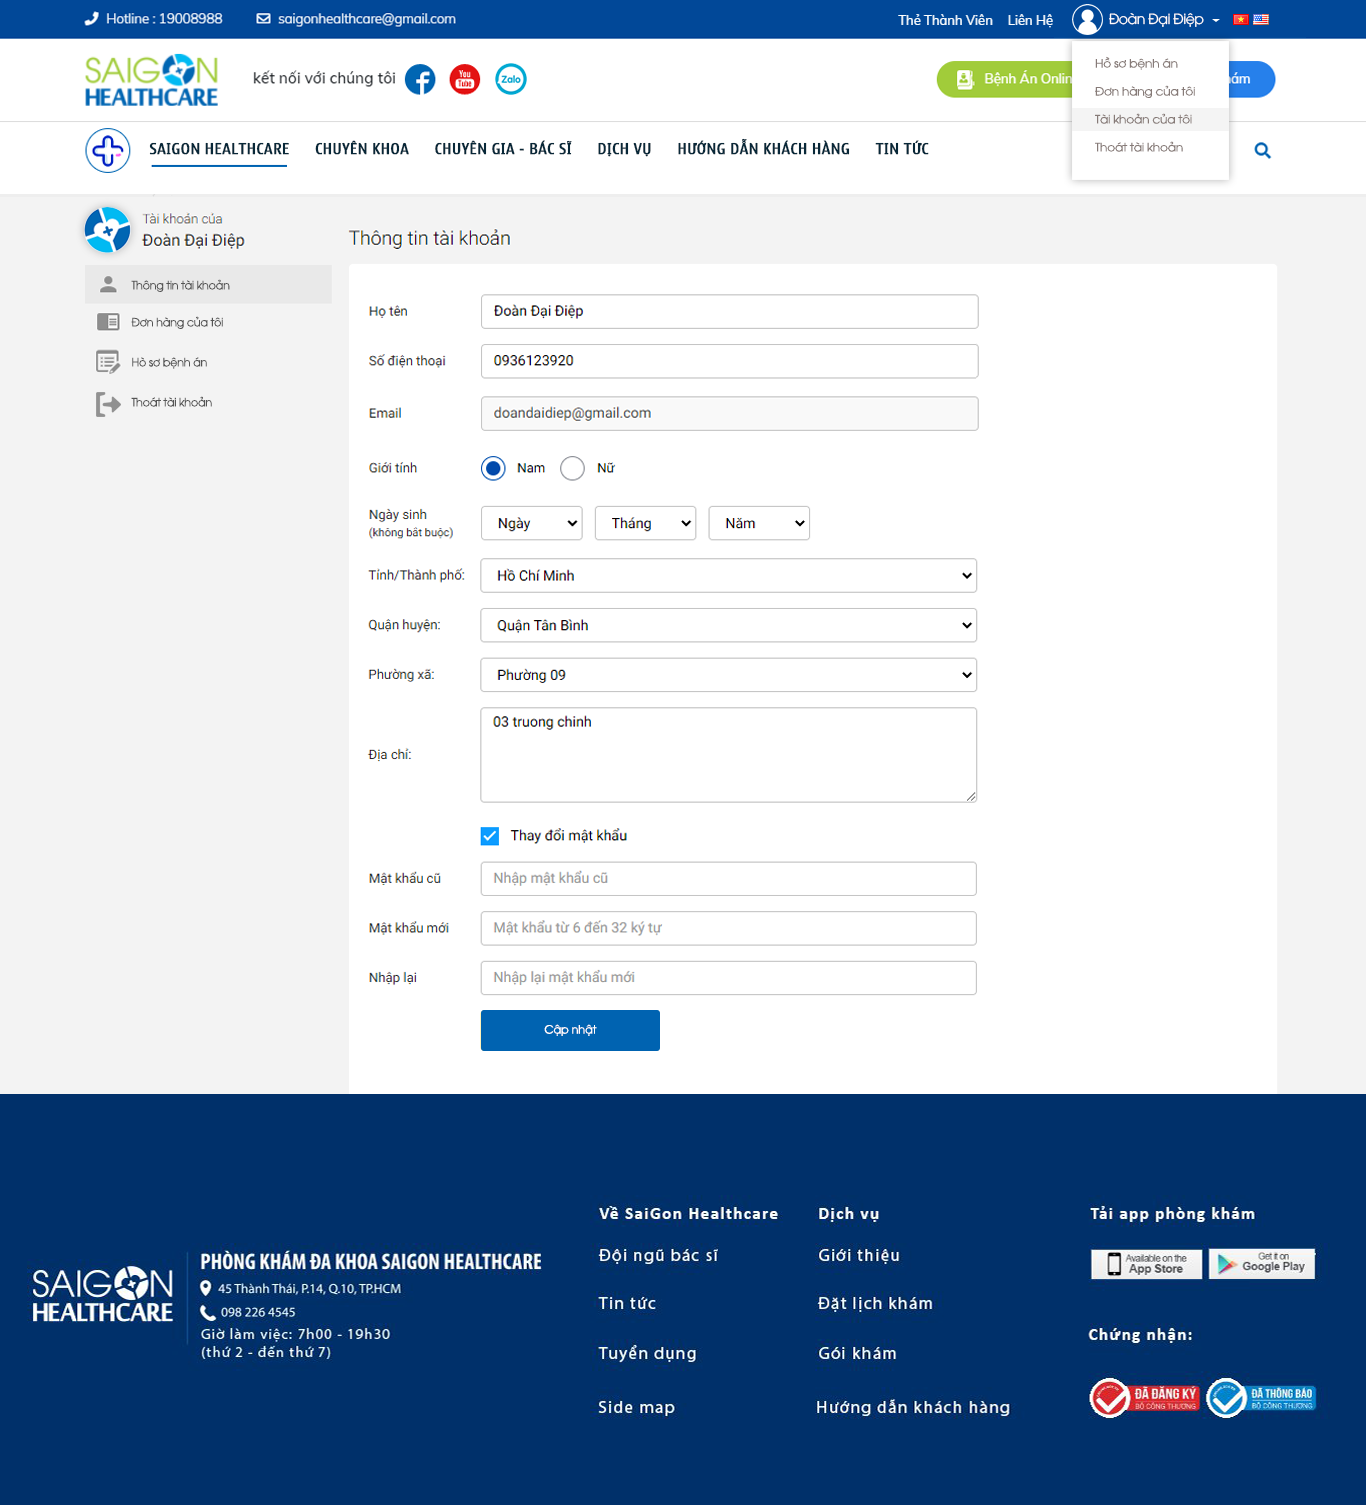 Hotline : 19008988
saigonhealthcare@gmail.com
Thẻ Thành Viên
Liên Hệ
Đoàn Đại Điệp
SAIGON
HEALTHCARE
kết nối với chúng tôi
You
Tube
Zalo
Bệnh Án Onlin
hám
Hồ sơ bệnh án
Đơn hàng của tôi
Tài khoản của tôi
Thoát tài khoản
SAIGON HEALTHCARE
CHUYÊN KHOA
CHUYÊN GIA - BÁC SĨ
DỊCH VỤ
HƯỚNG DẪN KHÁCH HÀNG
TIN TỨC
Tài khoản của
Đoàn Đại Điệp
Thông tin tài khoản
Đơn hàng của tôi
Hồ sơ bệnh án
Thoát tài khoản
Thông tin tài khoản
Họ tên
Đoàn Đại Điệp
Số điện thoại
0936123920
Email
doandaidiep@gmail.com
Giới tính
Nam
Nữ
Ngày sinh
(không bắt buộc)
Ngày
Tháng
Năm
Tỉnh/Thành phố:
Hồ Chí Minh
Quận huyện:
Quận Tân Bình
Phường xã:
Phường 09
Địa chỉ:
03 truong chinh
Thay đổi mật khẩu
Mật khẩu cũ
Nhập mật khẩu cũ
Mật khẩu mới
Mật khẩu từ 6 đến 32 ký tự
Nhập lại
Nhập lại mật khẩu mới
Cập nhật
SAIGON
HEALTHCARE
PHÒNG KHÁM ĐA KHOA SAIGON HEALTHCARE
45 Thành Thái, P.14, Q.10, TP.HCM
098 226 4545
Giờ làm việc: 7h00 - 19h30
(thứ 2 - đến thứ 7)
Về SaiGon Healthcare
Đội ngũ bác sĩ
Tin tức
Tuyển dụng
Side map
Dịch vụ
Giới thiệu
Đặt lịch khám
Gói khám
Hướng dẫn khách hàng
Tải app phòng khám
Available on the
App Store
Get it on
Google Play
Chứng nhận:
ĐÃ ĐĂNG KÝ
BỘ CÔNG THƯƠNG
ĐÃ THÔNG BÁO
BỘ CÔNG THƯƠNG